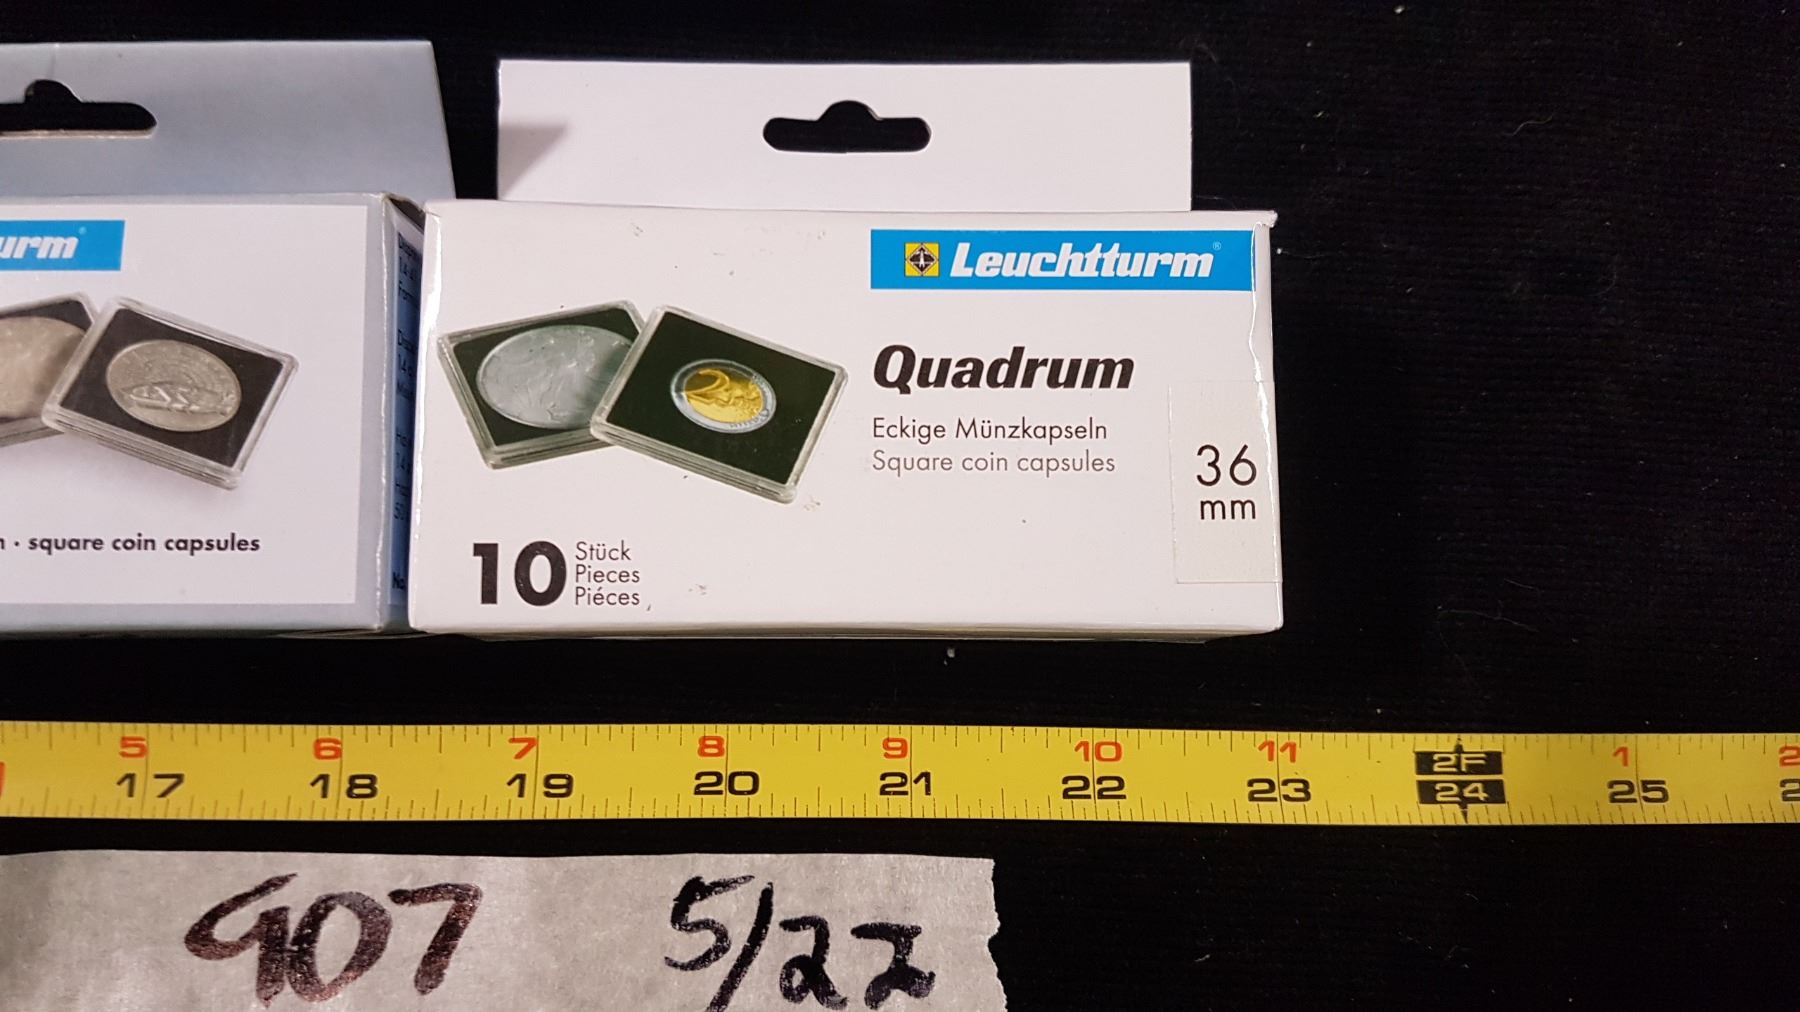 urm®
· square coin capsules
Leuchtturm®
Quadrum
Eckige Münzkapseln
Square coin capsules
36
mm
10 Stück
Pieces
Piéces
5 6 7 8 9 10 11 2F 1 2
17 18 19 20 21 22 23 24 25 2
907 5/22